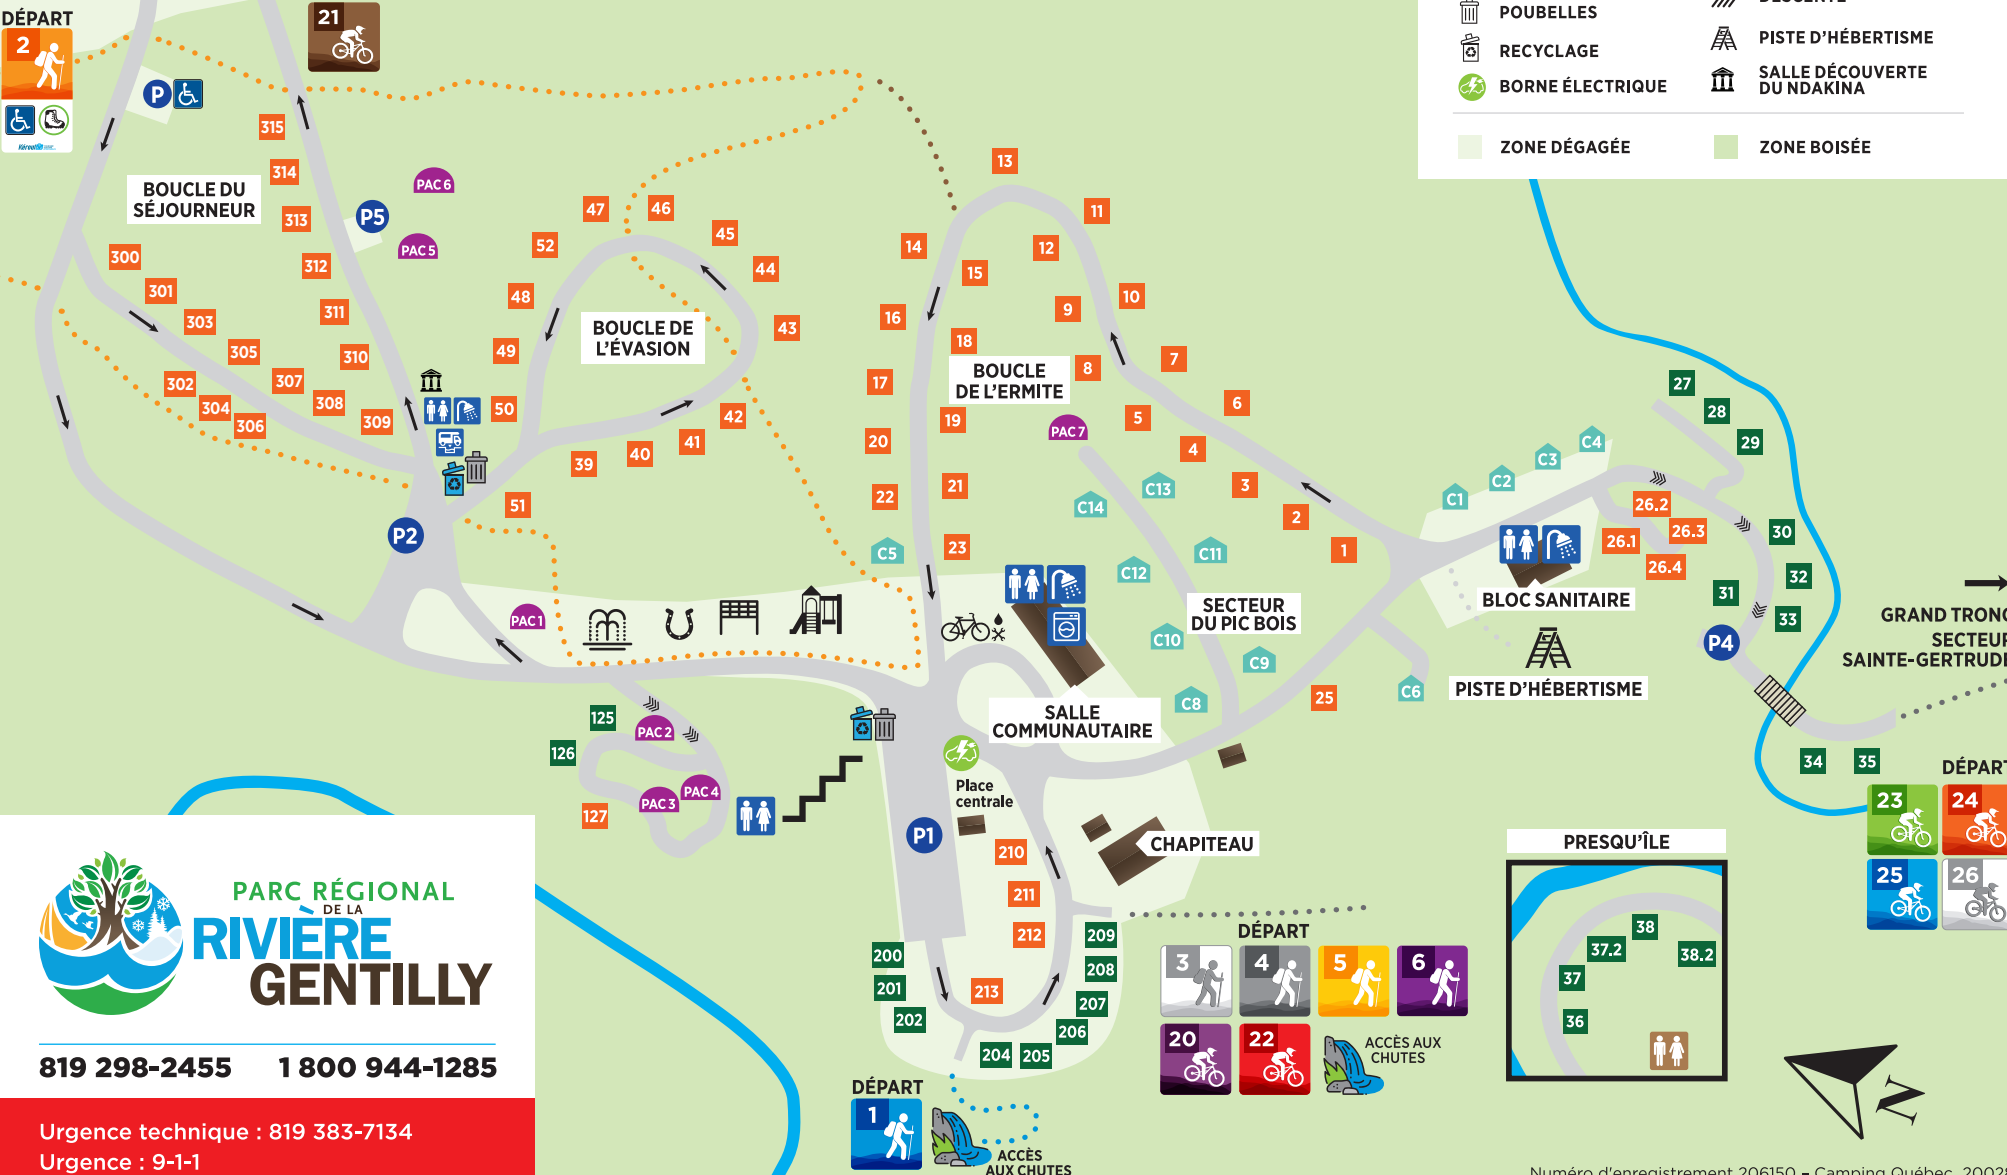 DÉPART
2
21
P
POUBELLES
RECYCLAGE
BORNE ÉLECTRIQUE
PISTE D'HÉBERTISME
SALLE DÉCOUVERTE
DU NDAKINA
ZONE DÉGAGÉE
ZONE BOISÉE
Kéroul
BOUCLE DU
SÉJOURNEUR
315
314
313
312
311
310
309
300
301
303
305
307
308
302
304
306
P5
PAC 6
PAC 5
47
46
45
44
43
42
41
40
39
52
48
49
50
51
BOUCLE DE
L'ÉVASION
P2
13
11
12
10
9
8
7
6
5
4
3
2
1
14
15
16
18
17
19
20
21
22
23
BOUCLE
DE L'ERMITE
PAC 7
C5
C14
C13
C12
C11
C10
C9
C8
C6
SECTEUR
DU PIC BOIS
25
C1
C2
C3
C4
27
28
29
26.2
26.3
26.1
26.4
30
32
31
33
P4
BLOC SANITAIRE
PISTE D'HÉBERTISME
GRAND TRONC
SECTEUR
SAINTE-GERTRUDE
34
35
DÉPART
23
24
25
26
PAC 1
125
126
127
PAC 2
PAC 3
PAC 4
SALLE
COMMUNAUTAIRE
Place
centrale
P1
CHAPITEAU
210
211
212
213
200
201
202
204
205
206
207
208
209
DÉPART
3
4
5
6
20
22
ACCÈS AUX
CHUTES
DÉPART
1
ACCÈS
AUX CHUTES
PRESQU'ÎLE
38
37.2
38.2
37
36
N
PARC RÉGIONAL
DE LA
RIVIÈRE
GENTILLY
819 298-2455 1 800 944-1285
Urgence technique : 819 383-7134
Urgence : 9-1-1
Numéro d'enregistrement 206150 – Camping Québec